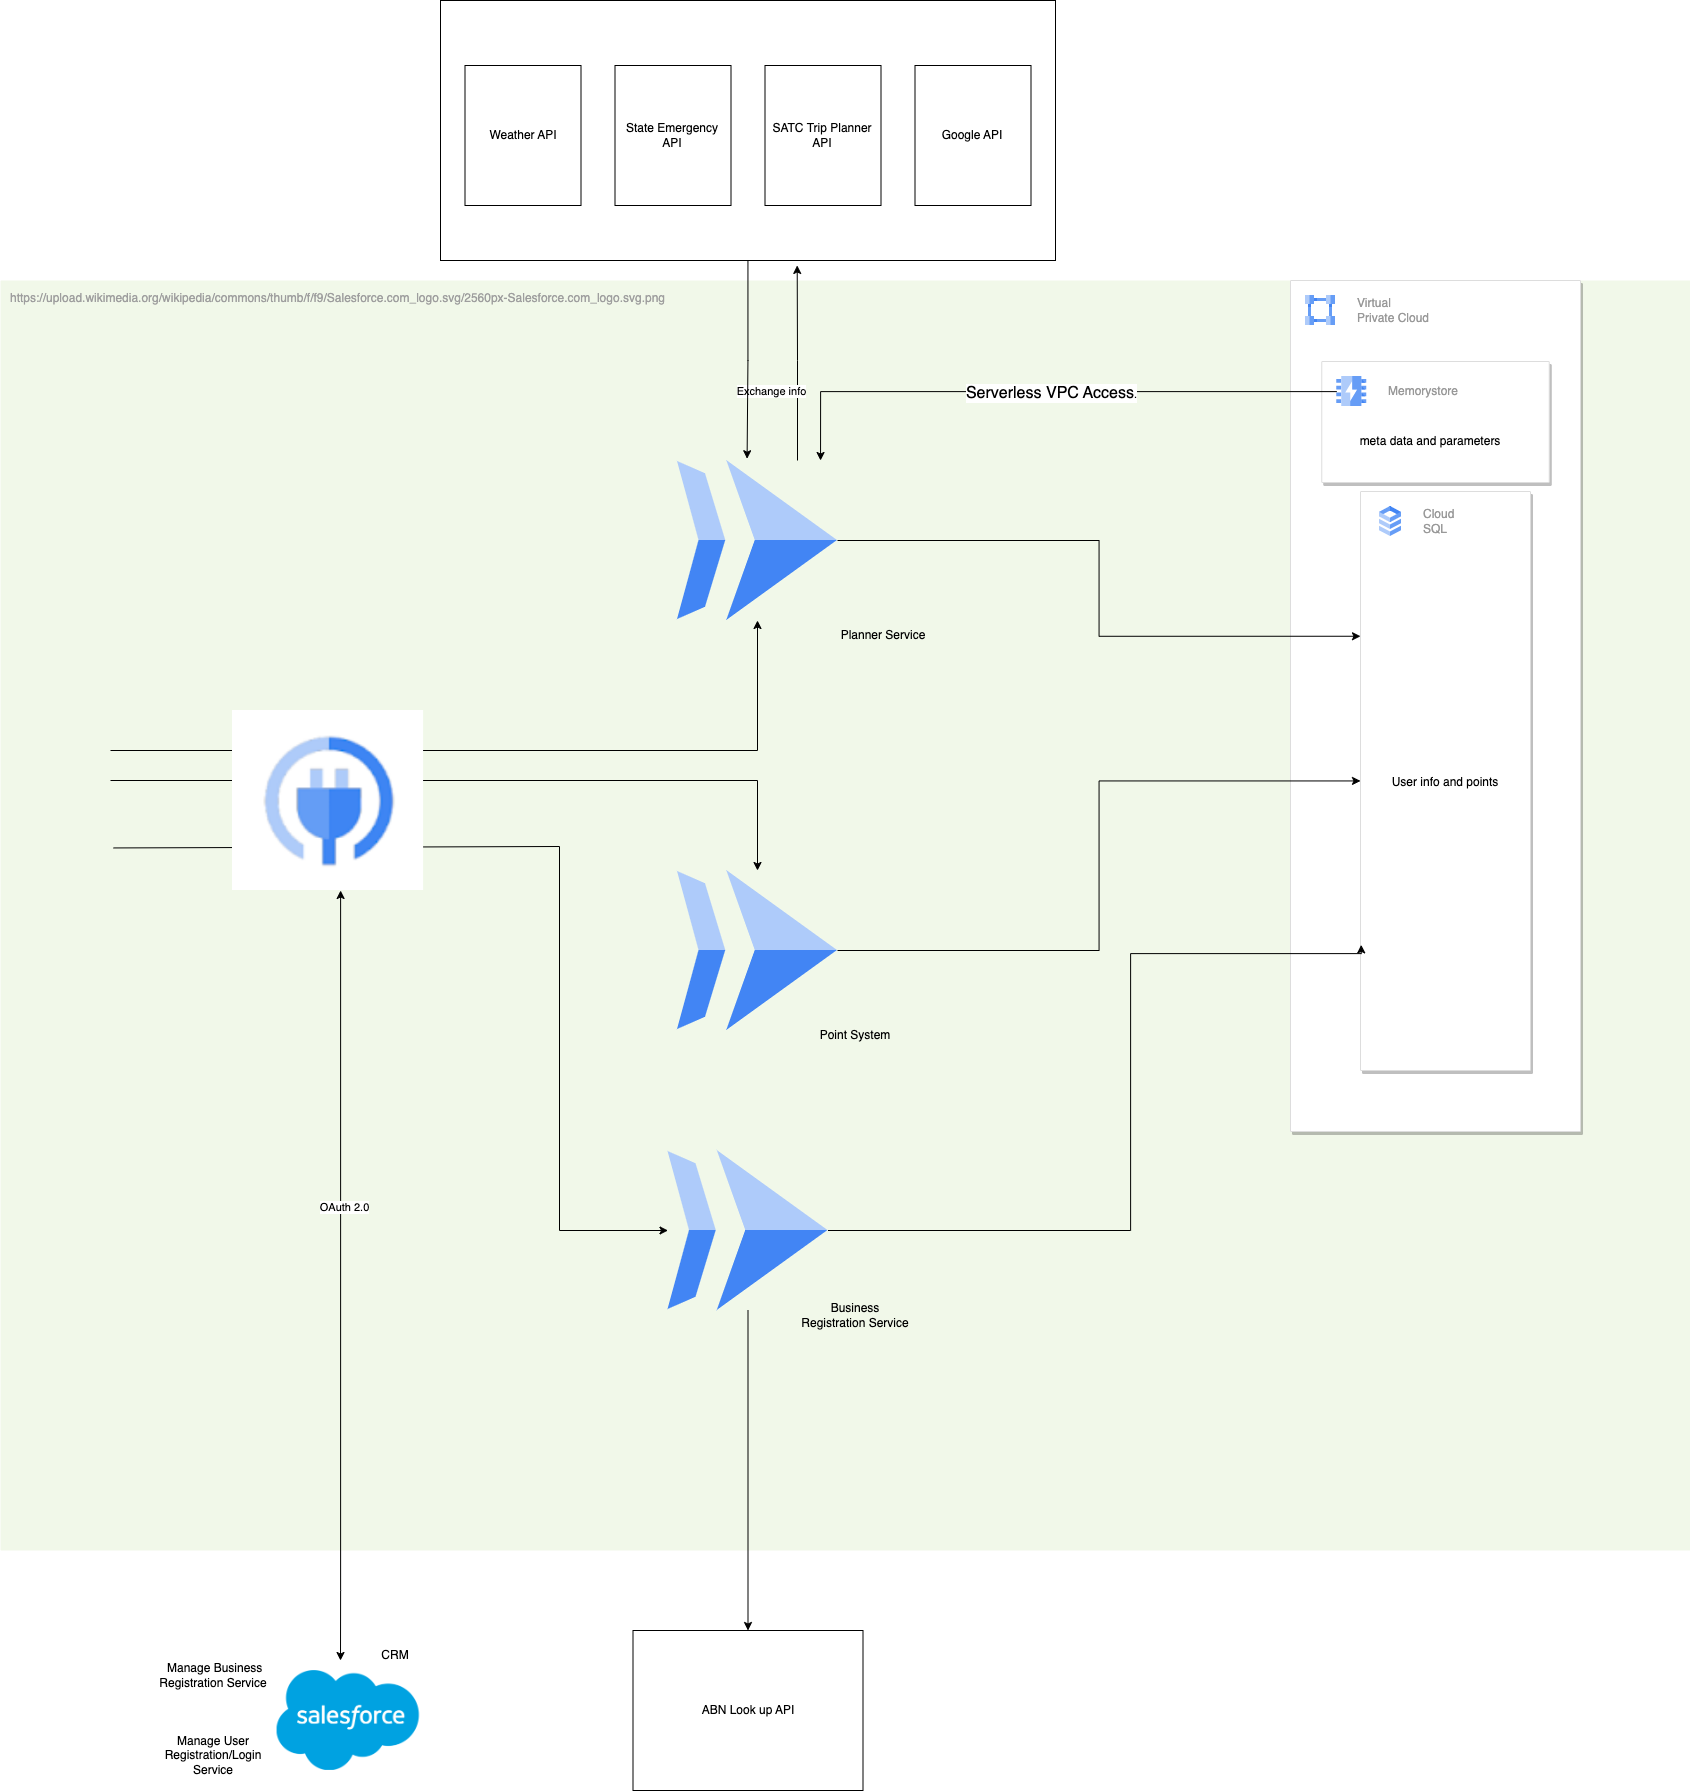 Weather API
State Emergency
API
SATC Trip Planner
API
Google API
https://upload.wikimedia.org/wikipedia/commons/thumb/f/f9/Salesforce.com_logo.svg/2560px-Salesforce.com_logo.svg.png
Virtual
Private Cloud
Exchange info
Serverless VPC Access.
Memorystore
meta data and parameters
Cloud
SQL
Planner Service
User info and points
Point System
OAuth 2.0
Business
Registration Service
CRM
Manage Business
Registration Service
salesforce
ABN Look up API
Manage User
Registration/Login
Service